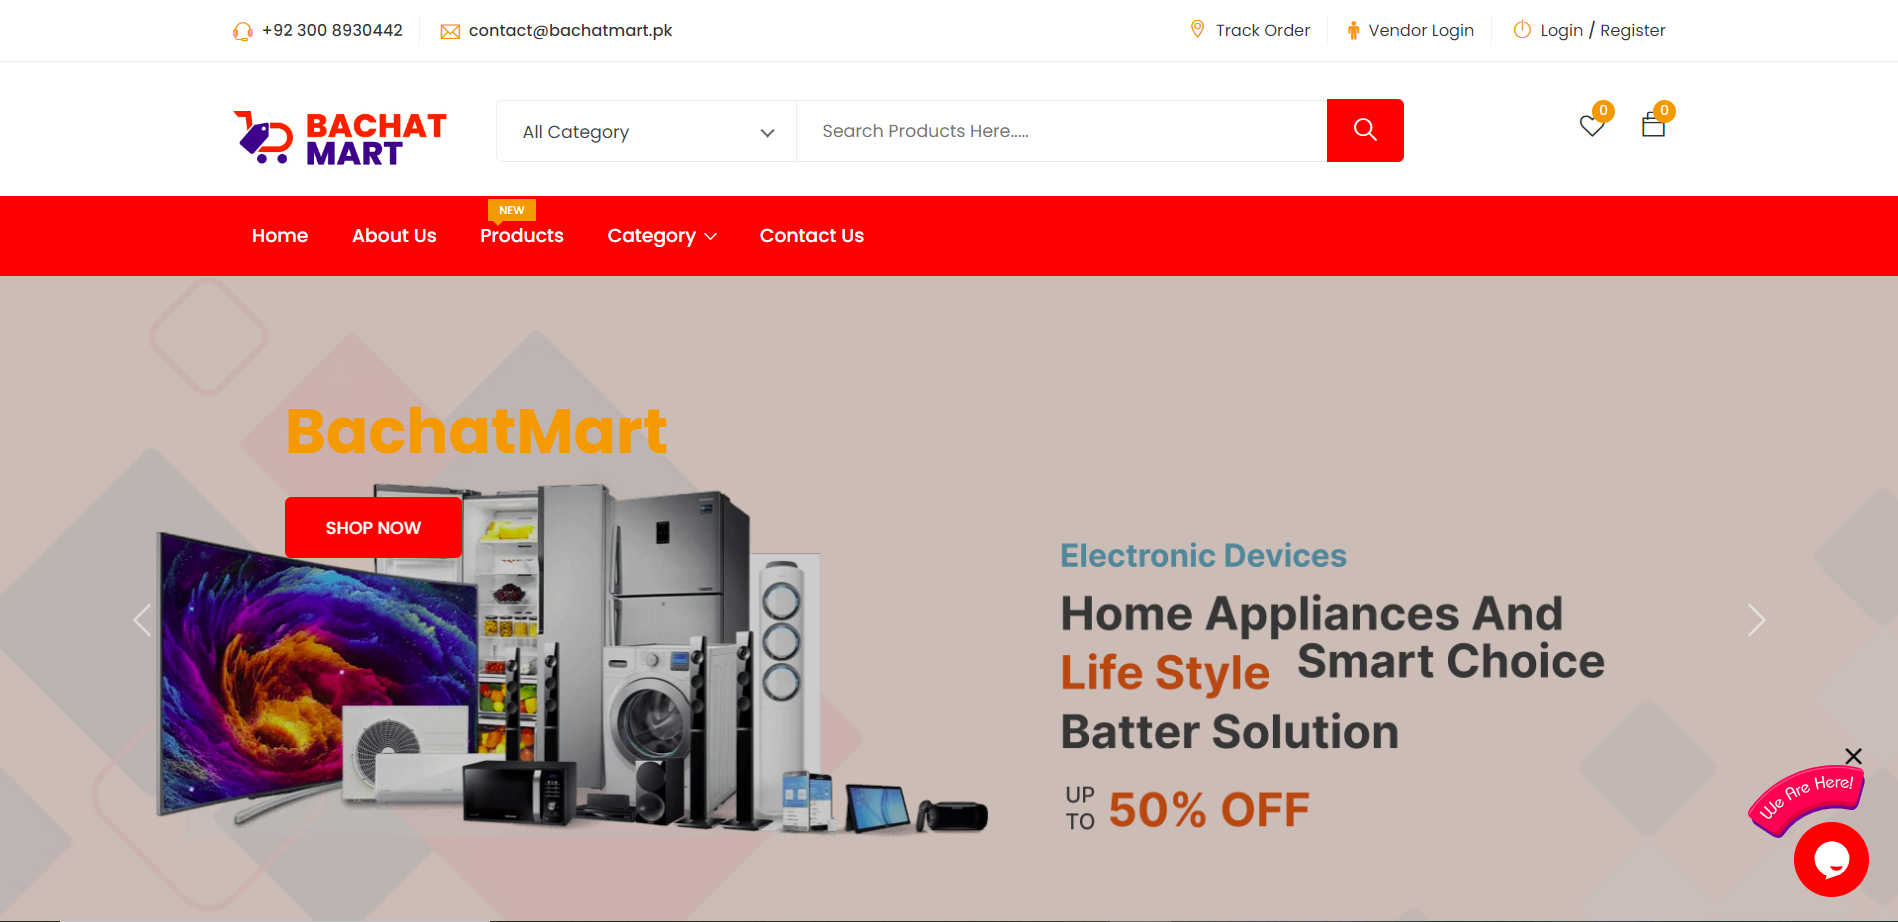 +92 300 8930442
contact@bachatmart.pk
Track Order
Vendor Login
Login / Register
BACHAT
MART
All Category
Search Products Here.....
0
0
NEW
Home
About Us
Products
Category
Contact Us
BachatMart
SHOP NOW
Electronic Devices
Home Appliances And
Life Style Smart Choice
Batter Solution
UP
TO
50% OFF
We Are Here!